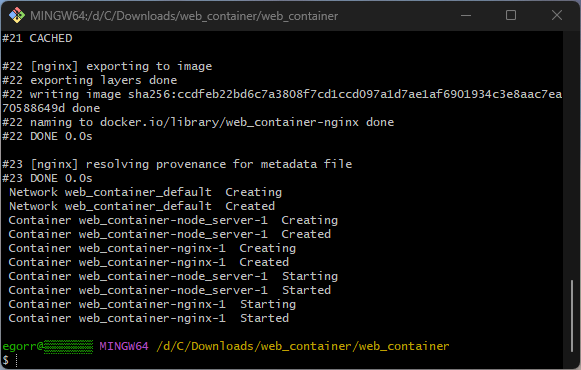 MINGW64:/d/C/Downloads/web_container/web_container
#21 CACHED
#22 [nginx] exporting to image
#22 exporting layers done
#22 writing image sha256:ccdfeb22bd6c7a3808f7cd1ccd097a1d7ae1af6901934c3e8aac7ea
70588649d done
#22 naming to docker.io/library/web_container-nginx done
#22 DONE 0.0s
#23 [nginx] resolving provenance for metadata file
#23 DONE 0.0s
Network web_container_default  Creating
Network web_container_default  Created
Container web_container-node_server-1  Creating
Container web_container-node_server-1  Created
Container web_container-nginx-1  Creating
Container web_container-nginx-1  Created
Container web_container-node_server-1  Starting
Container web_container-node_server-1  Started
Container web_container-nginx-1  Starting
Container web_container-nginx-1  Started
egorr@▒▒▒▒▒▒▒ MINGW64 /d/C/Downloads/web_container/web_container
$